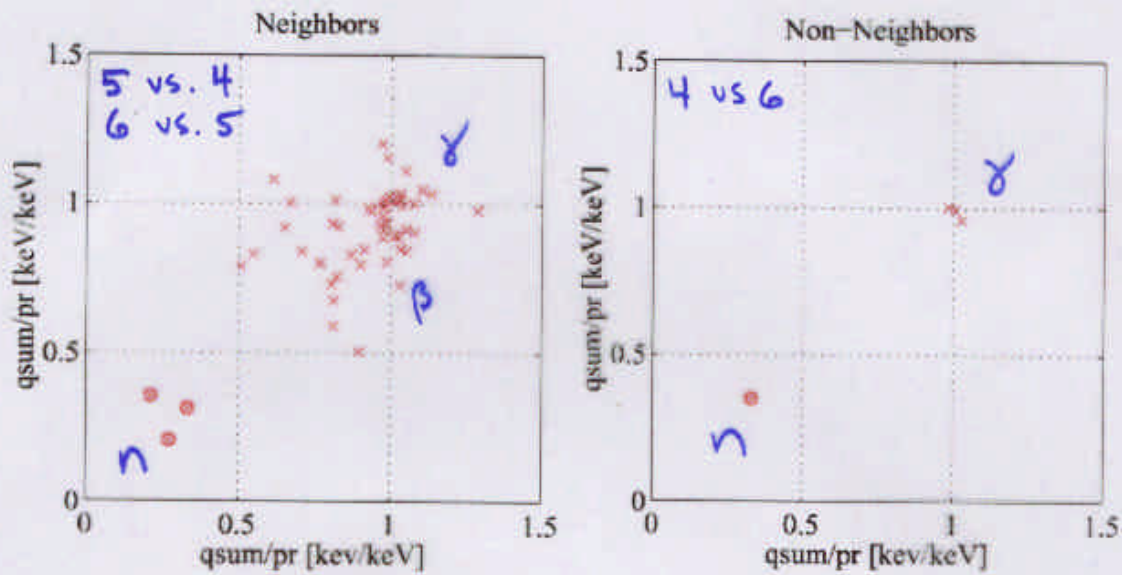 Neighbors
1.5
5 vs. 4
6 vs. 5
γ
1
β
0.5
n
0
0
0.5
1
1.5
qsum/pr [keV/keV]
qsum/pr [kev/keV]
Non-Neighbors
1.5
4 vs 6
γ
1
0.5
n
0
0
0.5
1
1.5
qsum/pr [keV/keV]
qsum/pr [kev/keV]